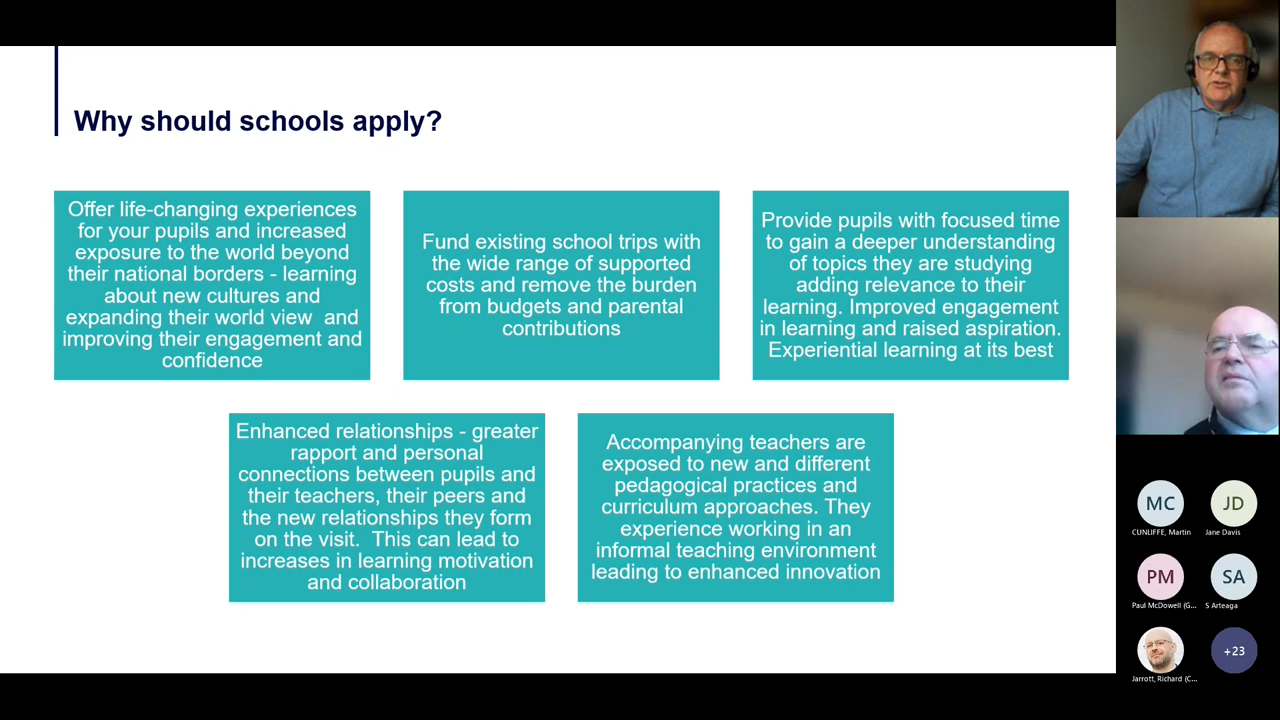 Why should schools apply?
Offer life-changing experiences
for your pupils and increased
exposure to the world beyond
their national borders - learning
about new cultures and
expanding their world view  and
improving their engagement and
confidence
Fund existing school trips with
the wide range of supported
costs and remove the burden
from budgets and parental
contributions
Provide pupils with focused time
to gain a deeper understanding
of topics they are studying
adding relevance to their
learning. Improved engagement
in learning and raised aspiration.
Experiential learning at its best
Enhanced relationships - greater
rapport and personal
connections between pupils and
their teachers, their peers and
the new relationships they form
on the visit.  This can lead to
increases in learning motivation
and collaboration
Accompanying teachers are
exposed to new and different
pedagogical practices and
curriculum approaches. They
experience working in an
informal teaching environment
leading to enhanced innovation
MC
CUNLIFFE, Martin
JD
Jane Davis
PM
Paul McDowell (G...
SA
S Arteaga
Jarrott, Richard (C...
+23